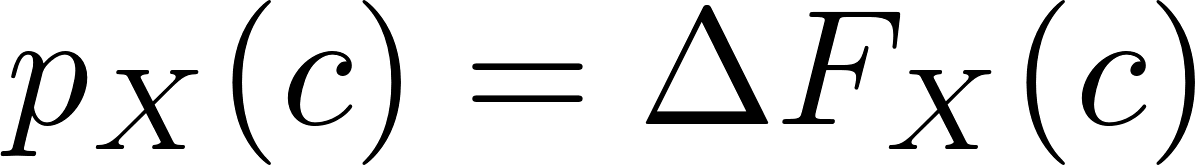 p_X(c) = ΔF_X(c)